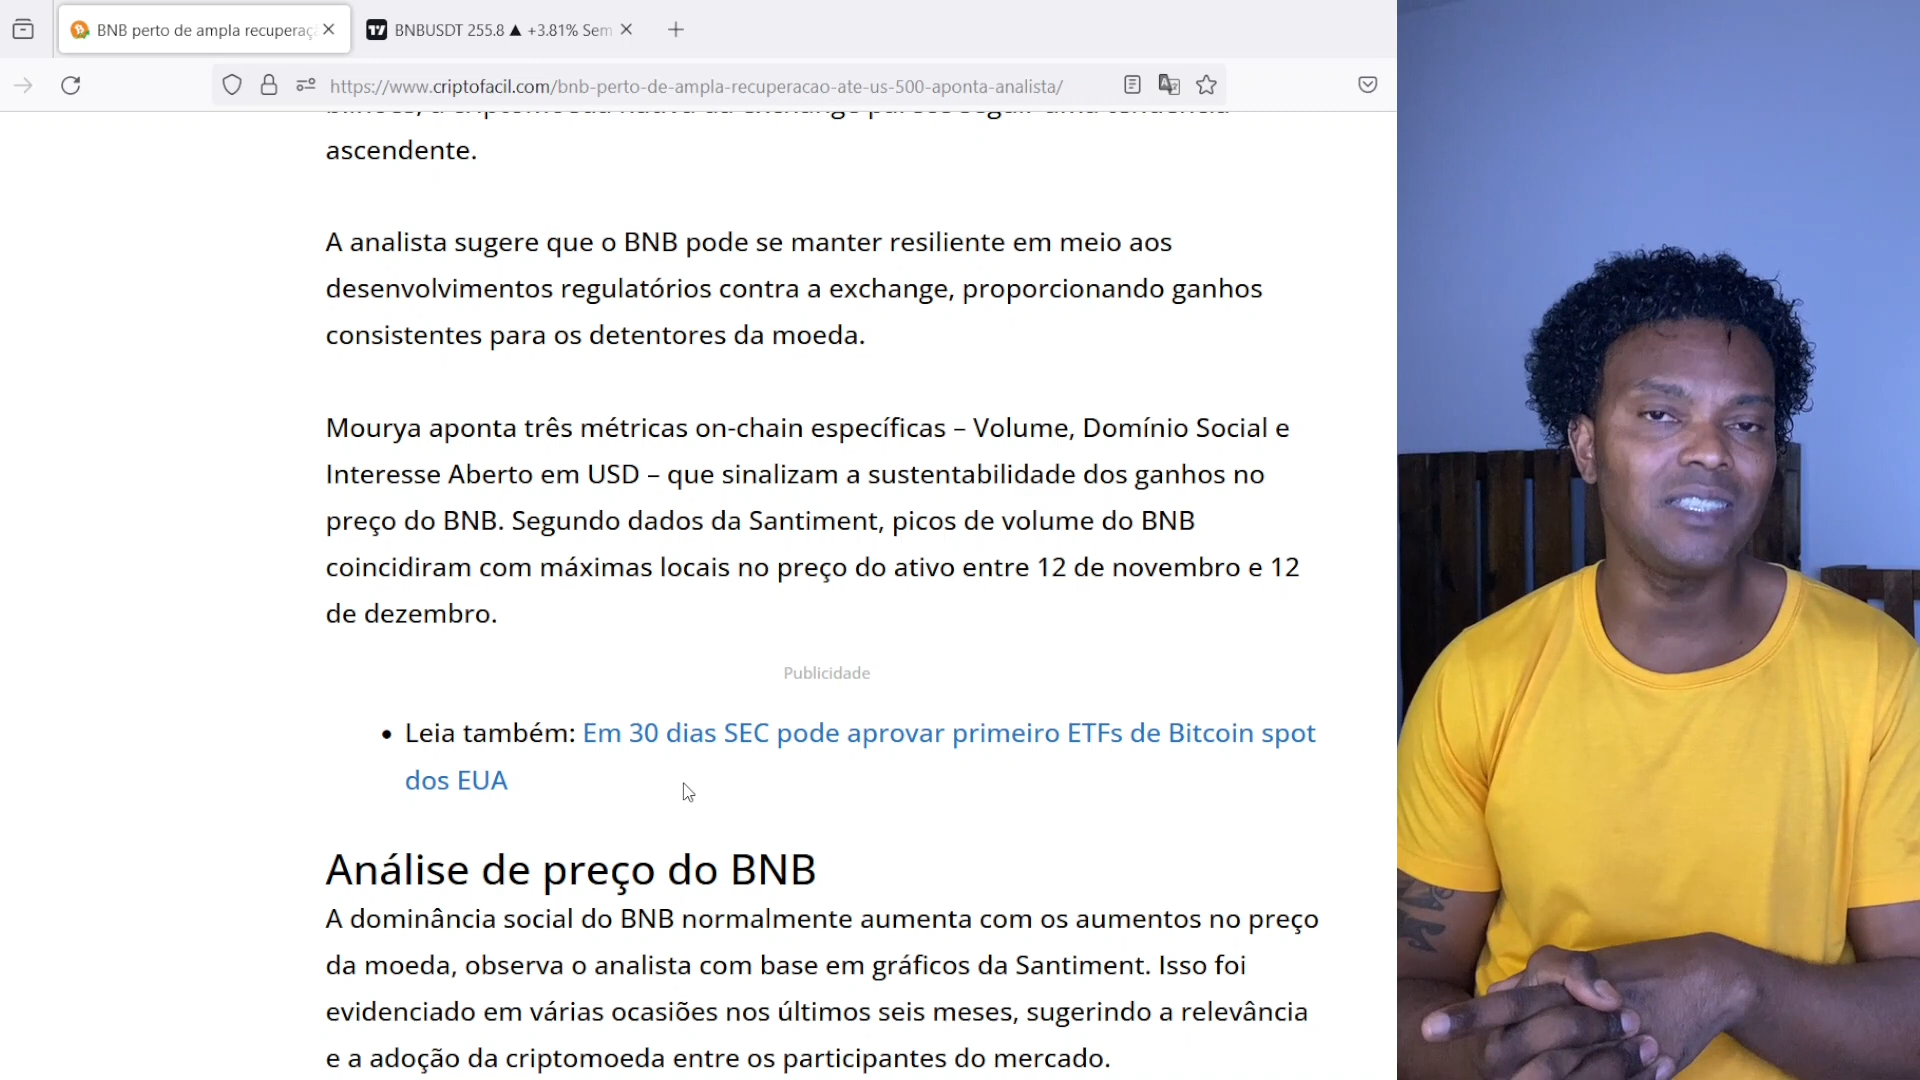 BNB perto de ampla recuperaç
BNBUSDT 255.8 ▲ +3.81% Sem
https://www.criptofacil.com/bnb-perto-de-ampla-recuperacao-ate-us-500-aponta-analista/
ascendente.
A analista sugere que o BNB pode se manter resiliente em meio aos
desenvolvimentos regulatórios contra a exchange, proporcionando ganhos
consistentes para os detentores da moeda.
Mourya aponta três métricas on-chain específicas – Volume, Domínio Social e
Interesse Aberto em USD – que sinalizam a sustentabilidade dos ganhos no
preço do BNB. Segundo dados da Santiment, picos de volume do BNB
coincidiram com máximas locais no preço do ativo entre 12 de novembro e 12
de dezembro.
Publicidade
• Leia também: Em 30 dias SEC pode aprovar primeiro ETFs de Bitcoin spot
dos EUA
Análise de preço do BNB
A dominância social do BNB normalmente aumenta com os aumentos no preço
da moeda, observa o analista com base em gráficos da Santiment. Isso foi
evidenciado em várias ocasiões nos últimos seis meses, sugerindo a relevância
e a adoção da criptomoeda entre os participantes do mercado.